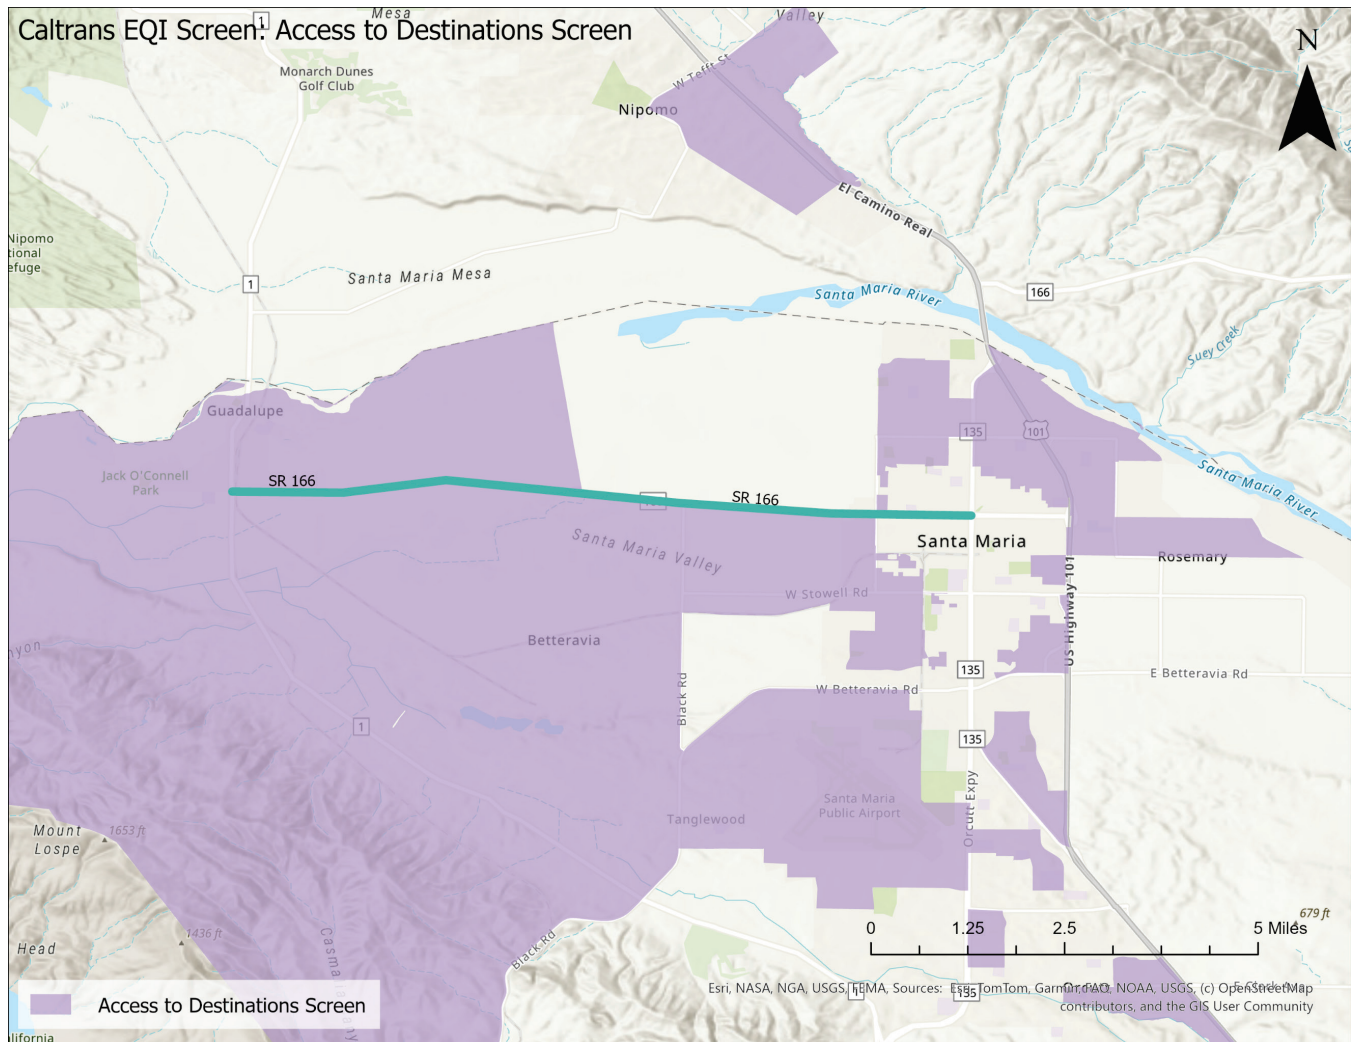 Caltrans EQI Screen: Access to Destinations Screen
1
Mesa
Valley
N
Monarch Dunes
Golf Club
W Tefft St
Nipomo
El Camino Real
Nipomo
tional
efuge
Santa Maria Mesa
1
Santa Maria River
166
Suey Creek
Guadalupe
135
101
Jack O'Connell
Park
SR 166
SR 166
Santa Maria River
Santa Maria
Santa Maria Valley
Rosemary
W Stowell Rd
US Highway 101
Betteravia
nyon
135
E Betteravia Rd
W Betteravia Rd
Black Rd
1
135
Santa Maria
Public Airport
Orcutt Expy
Tanglewood
Mount
Lospe
1653 ft
679 ft
0 1.25 2.5 5 Miles
1436 ft
Head
Black Rd
Access to Destinations Screen
1
135
Esri, NASA, NGA, USGS, FEMA, Sources: Esri, TomTom, Garmin, FAO, NOAA, USGS, (c) OpenStreetMap
contributors, and the GIS User Community
alifornia